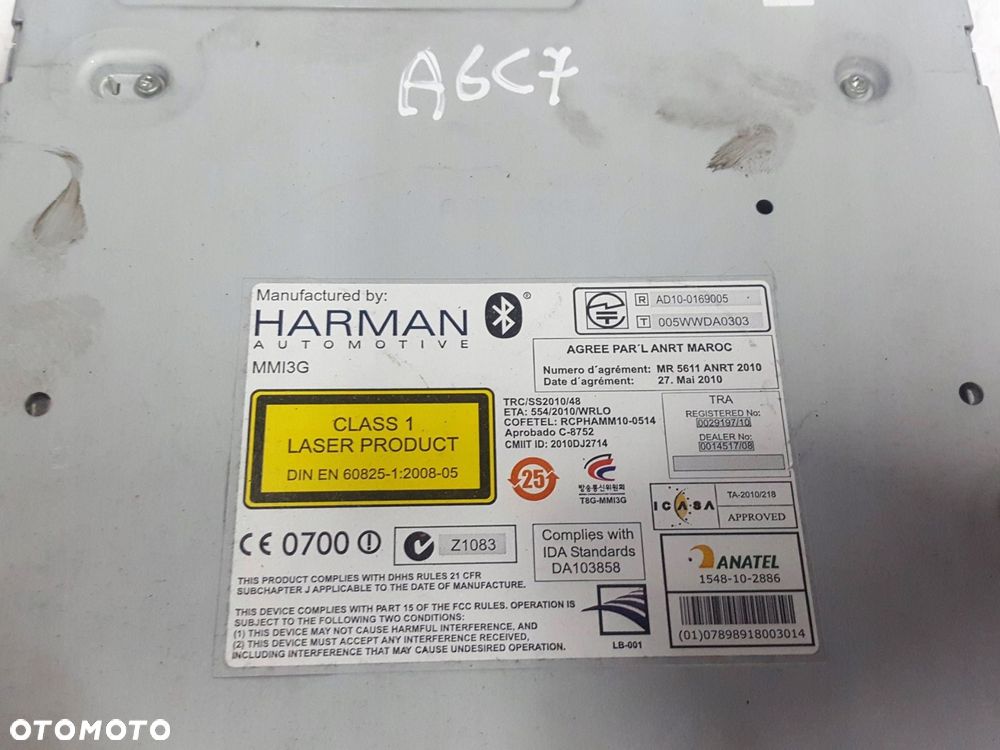 A6C7
Manufactured by:
HARMAN
AUTOMOTIVE
MMI3G
®
R AD10-0169005
T 005WWDA0303
AGREE PAR´L ANRT MAROC
Numero d´agrément: MR 5611 ANRT 2010
Date d´agrément: 27. Mai 2010
CLASS 1
LASER PRODUCT
DIN EN 60825-1:2008-05
TRC/SS2010/48
ETA: 554/2010/WRLO
COFETEL: RCPHAMM10-0514
Aprobado C-8752
CMIIT ID: 2010DJ2714
TRA
REGISTERED No:
0029197/10
DEALER No:
0014517/08
25
방송통신위원회
T8G-MMI3G
ICASA
TA-2010/218
APPROVED
CE 0700
Z1083
Complies with
IDA Standards
DA103858
ANATEL
1548-10-2886
(01)07898918003014
THIS PRODUCT COMPLIES WITH DHHS RULES 21 CFR
SUBCHAPTER J APPLICABLE TO THE DATE OF MANUFACTURE.
THIS DEVICE COMPLIES WITH PART 15 OF THE FCC RULES. OPERATION IS
SUBJECT TO THE FOLLOWING TWO CONDITIONS:
(1) THIS DEVICE MAY NOT CAUSE HARMFUL INTERFERENCE, AND
(2) THIS DEVICE MUST ACCEPT ANY INTERFERENCE RECEIVED,
INCLUDING INTERFERENCE THAT MAY CAUSE UNDESIRED OPERATION.
LB-001
OTOMOTO